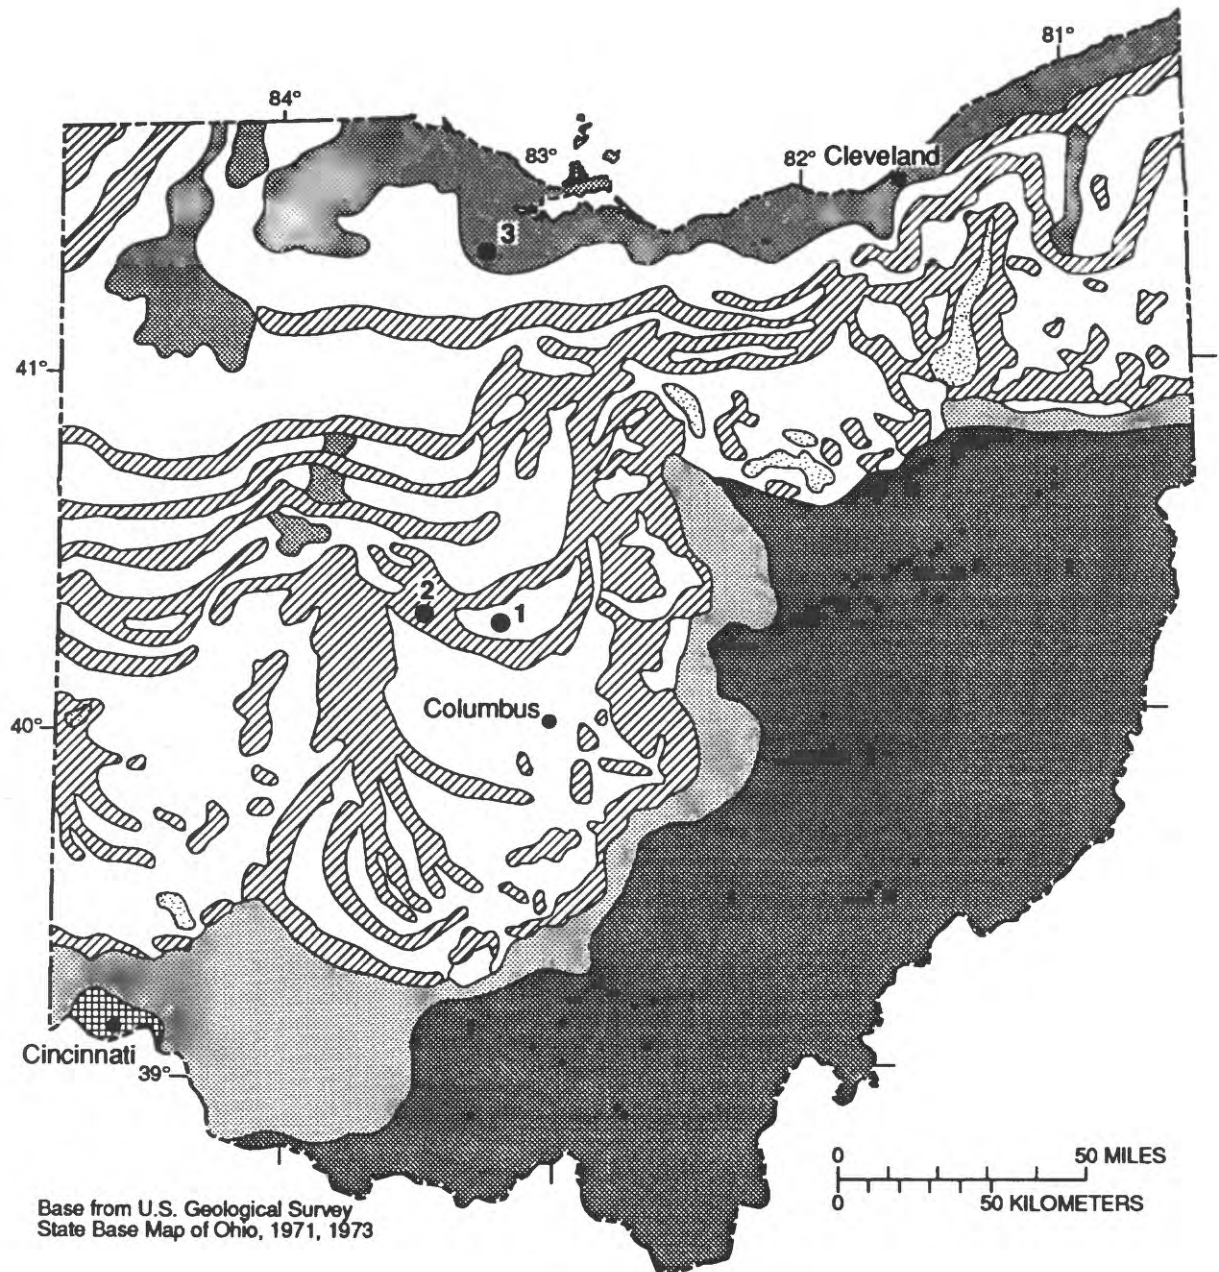 81°
84°
83°
82° Cleveland
3
41°
2
1
40°
Columbus
Cincinnati
39°
0 50 MILES
0 50 KILOMETERS
Base from U.S. Geological Survey
State Base Map of Ohio, 1971, 1973